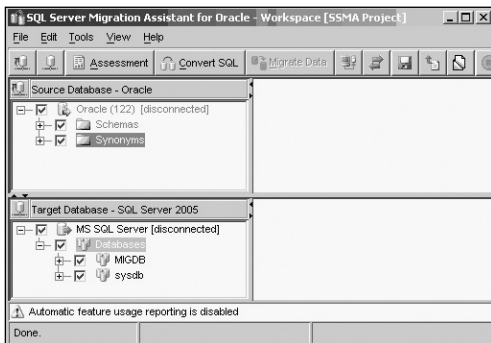 SQL Server Migration Assistant for Oracle - Workspace [SSMA Project]
File Edit Tools View Help
Assessment Convert SQL Migrate Data
Source Database - Oracle
Oracle (122) [disconnected]
Schemas
Synonyms
Target Database - SQL Server 2005
MS SQL Server [disconnected]
Databases
MIGDB
sysdb
Automatic feature usage reporting is disabled
Done.